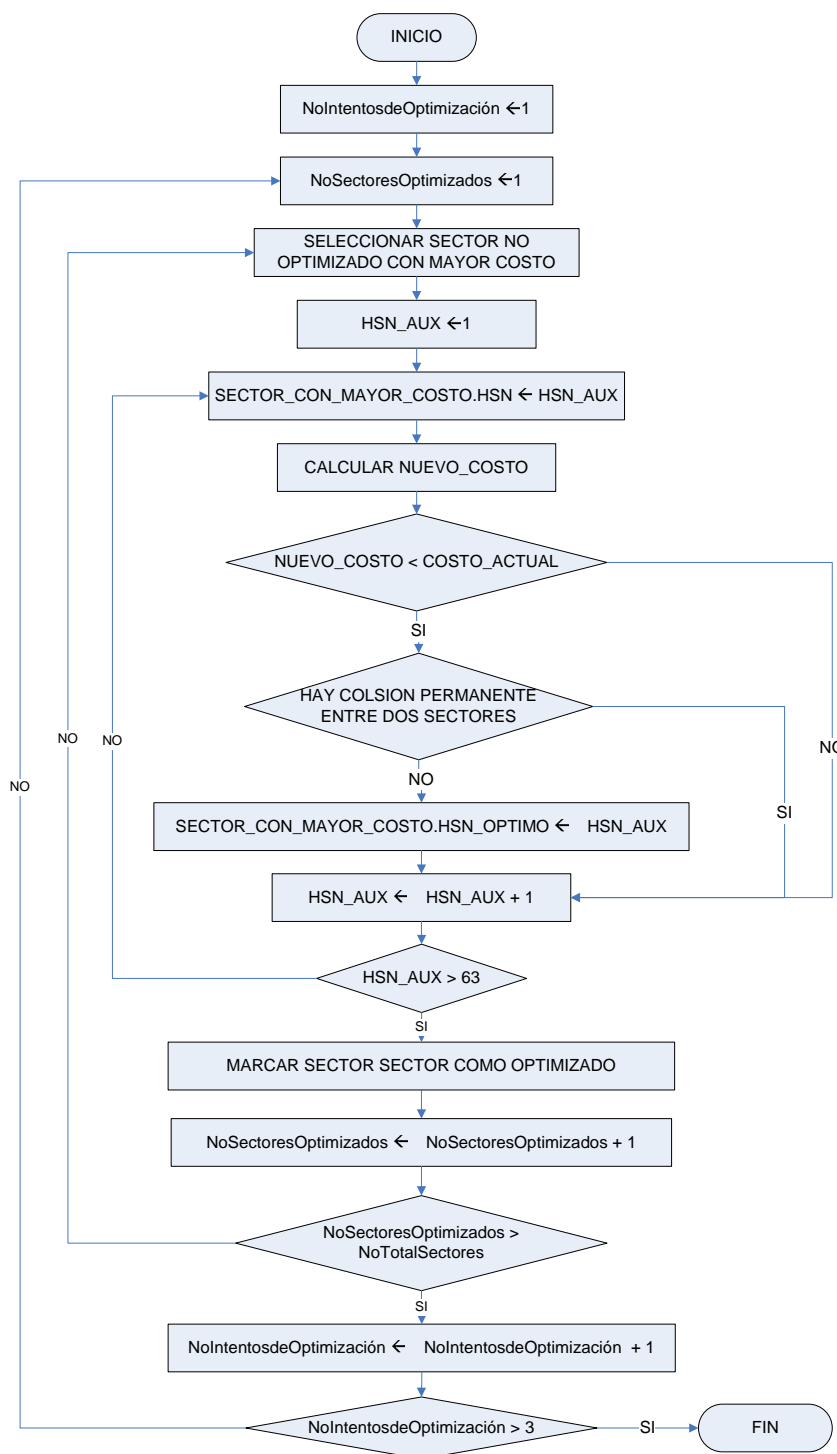 INICIO
NoIntentosdeOptimización ←1
NoSectoresOptimizados ←1
SELECCIONAR SECTOR NO
OPTIMIZADO CON MAYOR COSTO
HSN_AUX ←1
SECTOR_CON_MAYOR_COSTO.HSN ← HSN_AUX
CALCULAR NUEVO_COSTO
NUEVO_COSTO < COSTO_ACTUAL
SI
HAY COLSION PERMANENTE
ENTRE DOS SECTORES
NO
NO
NO
NO
NO
SI
SECTOR_CON_MAYOR_COSTO.HSN_OPTIMO ← HSN_AUX
HSN_AUX ← HSN_AUX + 1
HSN_AUX > 63
SI
MARCAR SECTOR SECTOR COMO OPTIMIZADO
NoSectoresOptimizados ← NoSectoresOptimizados + 1
NoSectoresOptimizados >
NoTotalSectores
SI
NoIntentosdeOptimización ← NoIntentosdeOptimización + 1
NoIntentosdeOptimización > 3
SI
FIN